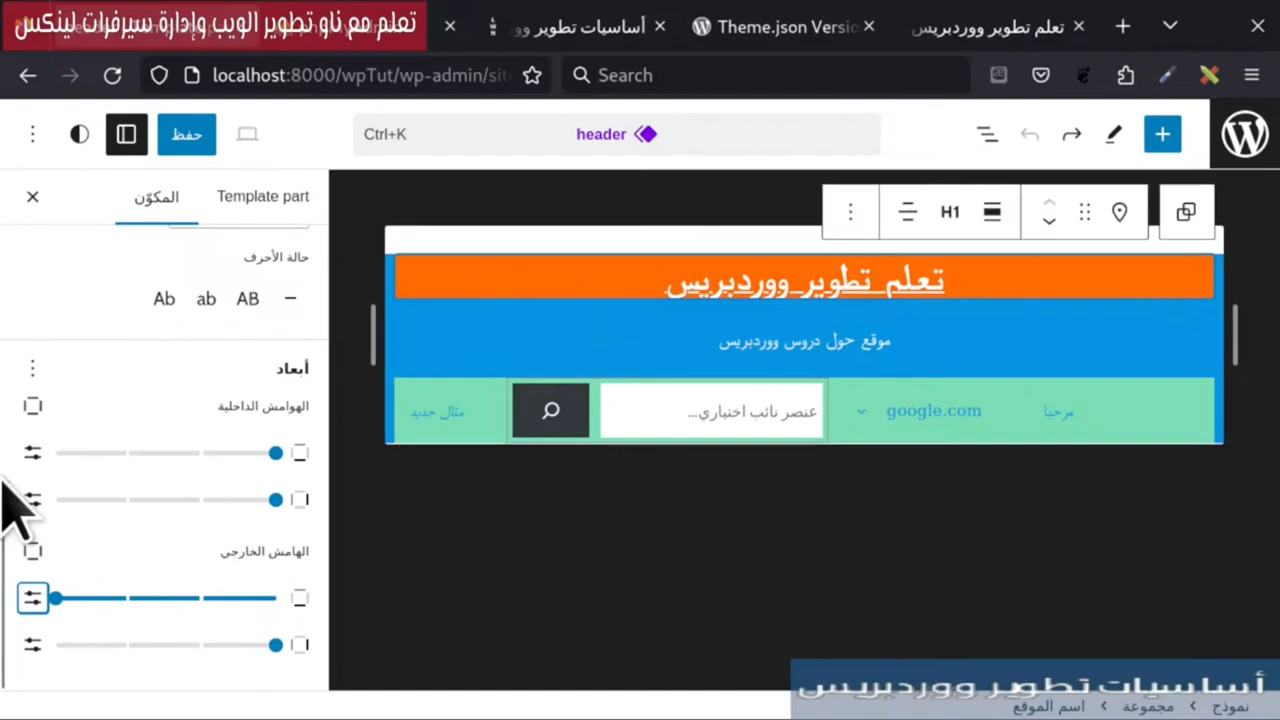 تعلم مع ناو تطوير الويب وإدارة سيرفرات لينكس
أساسيات تطوير وور
Theme.json Versio
تعلم تطوير ووردبريس
localhost:8000/wpTut/wp-admin/sit
Search
حفظ
Ctrl+K
header
المكوّن
Template part
H1
حالة الأحرف
Ab ab AB –
تعلم تطوير ووردبريس
موقع حول دروس ووردبريس
مرحبا
google.com
عنصر نائب اختياري...
مثال جديد
أبعاد
الهوامش الداخلية
الهامش الخارجي
أساسيات تطوير ووردبريس
نموذج > مجموعة > اسم الموقع